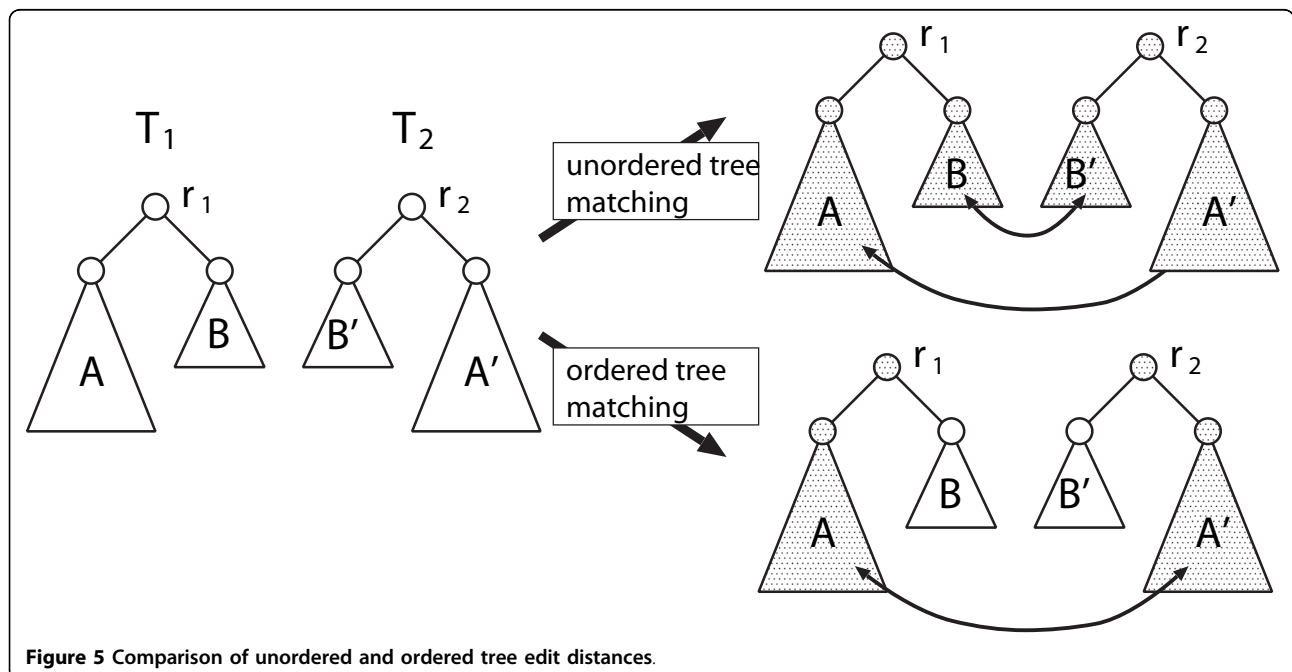 T1
r1
A
B
T2
r2
B'
A'
unordered tree
matching
ordered tree
matching
r1
A
B
r2
B'
A'
r1
A
B
r2
B'
A'
Figure 5 Comparison of unordered and ordered tree edit distances.